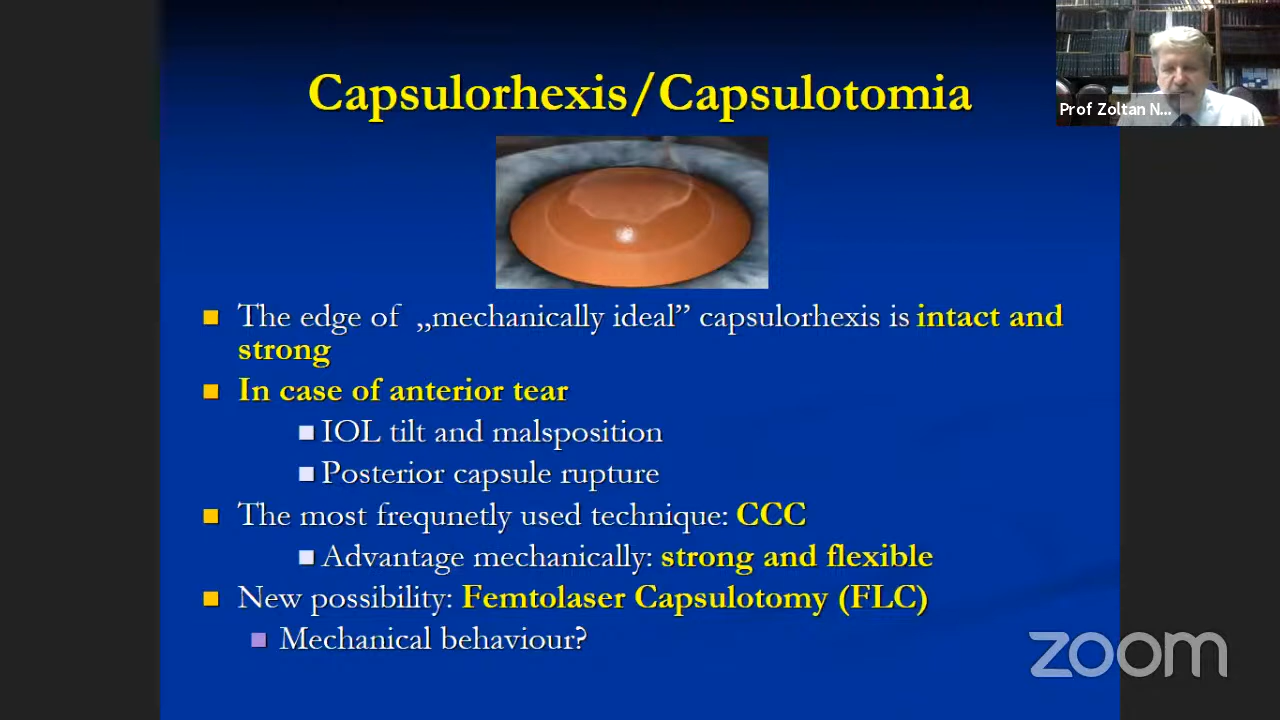 Capsulorhexis/Capsulotomia
Prof Zoltan N...
The edge of „mechanically ideal” capsulorhexis is intact and
strong
In case of anterior tear
IOL tilt and malsposition
Posterior capsule rupture
The most frequnetly used technique: CCC
Advantage mechanically: strong and flexible
New possibility: Femtolaser Capsulotomy (FLC)
Mechanical behaviour?
zoom